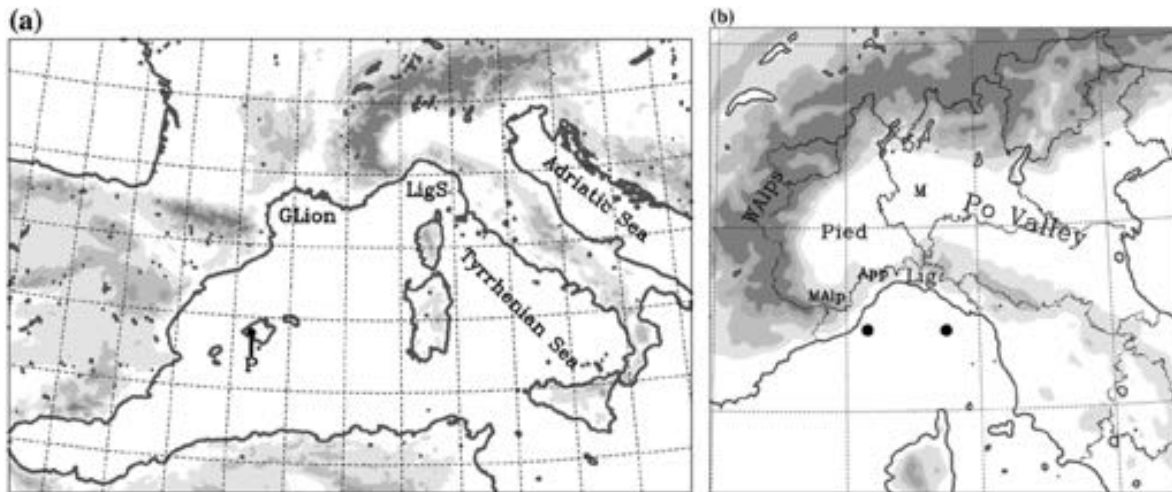 (a)
LigS
Adriatic Sea
GLion
Tyrrhenian Sea
P
(b)
WAlps
M
Po Valley
Pied
App
Lig
MAlp